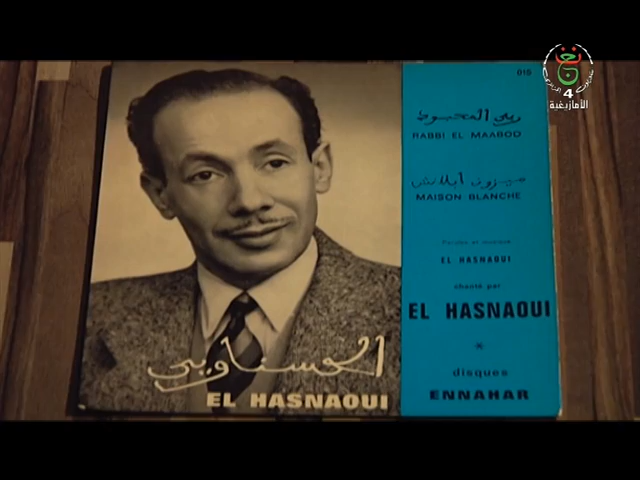 الحسناوي
EL HASNAOUI
015
ربي المعبود
RABBI EL MAABOD
ميزون ابلانش
MAISON BLANCHE
Paroles et musique
EL HASNAOUI
chanté par
EL HASNAOUI
*
disques
ENNAHAR
4
الأمازيغية